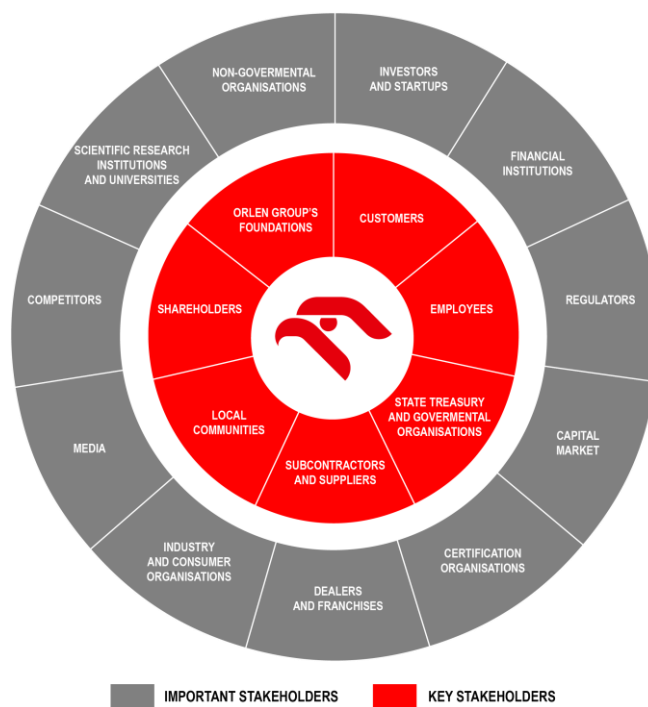 NON-GOVERMENTAL
ORGANISATIONS
INVESTORS
AND STARTUPS
SCIENTIFIC RESEARCH
INSTITUTIONS
AND UNIVERSITIES
FINANCIAL
INSTITUTIONS
ORLEN GROUP'S
FOUNDATIONS
CUSTOMERS
COMPETITORS
SHAREHOLDERS
EMPLOYEES
REGULATORS
LOCAL
COMMUNITIES
STATE TREASURY
AND GOVERMENTAL
ORGANISATIONS
MEDIA
CAPITAL
MARKET
SUBCONTRACTORS
AND SUPPLIERS
INDUSTRY
AND CONSUMER
ORGANISATIONS
CERTIFICATION
ORGANISATIONS
DEALERS
AND FRANCHISES
IMPORTANT STAKEHOLDERS
KEY STAKEHOLDERS